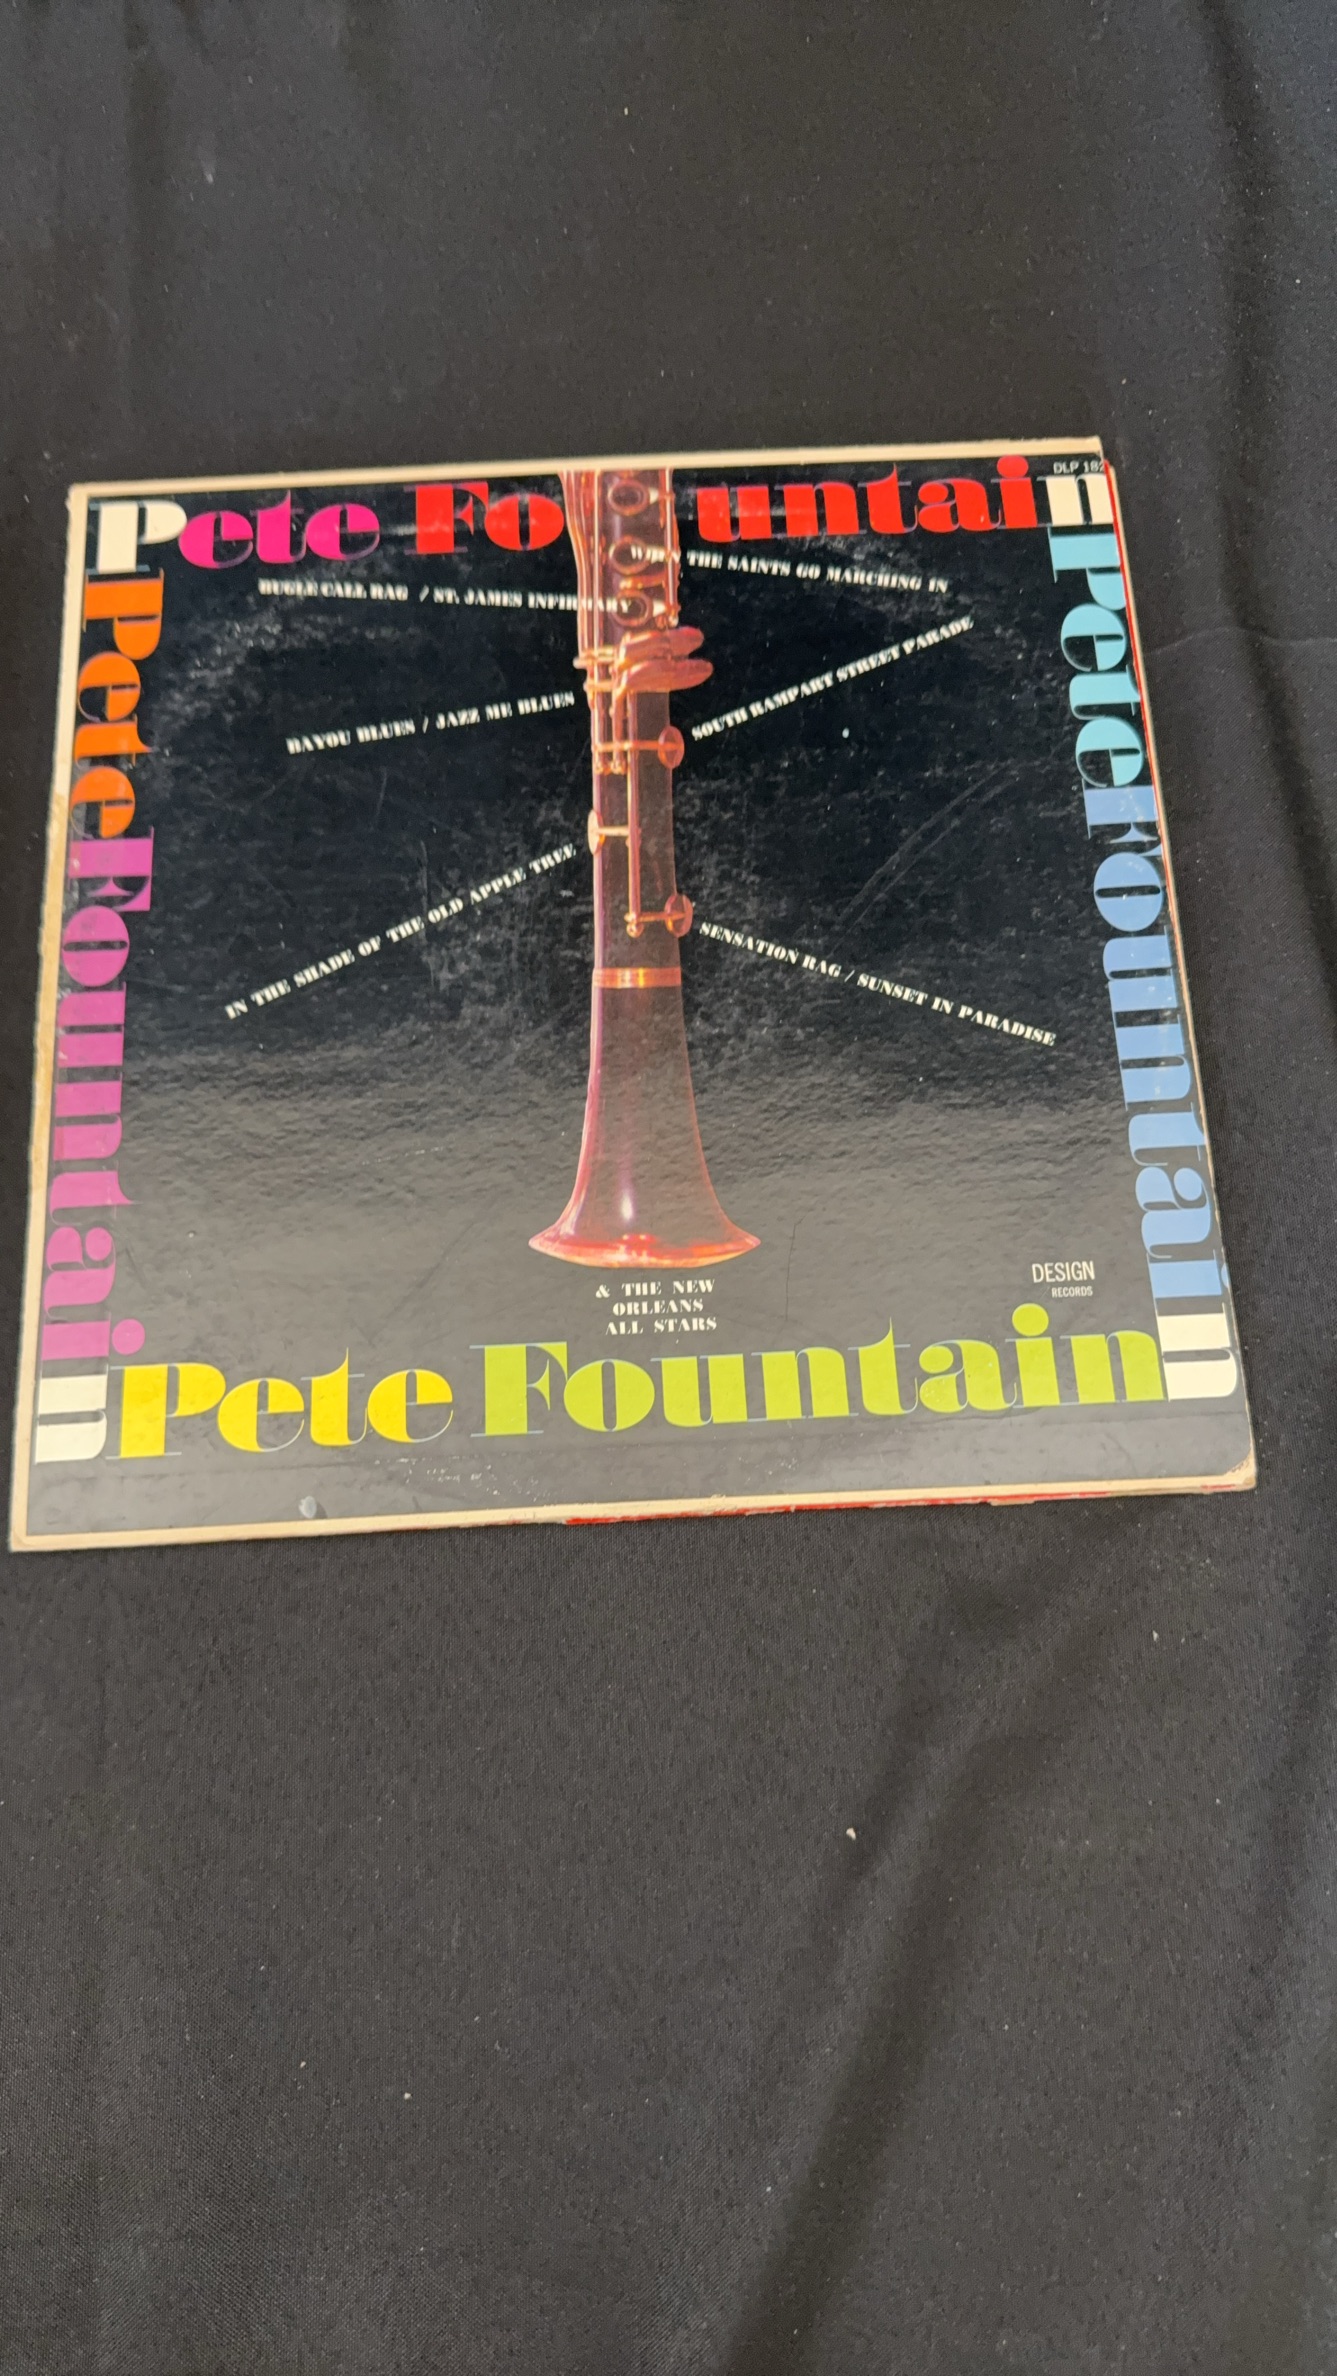 DLP 182
Pete Fountain
WHEN THE SAINTS GO MARCHING IN
BUGLE CALL RAG / ST. JAMES INFIRMARY
SOUTH RAMPART STREET PARADE
BAYOU BLUES / JAZZ ME BLUES
IN THE SHADE OF THE OLD APPLE TREE
SENSATION RAG / SUNSET IN PARADISE
Pete Fountain
Pete Fountain
DESIGN
RECORDS
& THE NEW
ORLEANS
ALL STARS
Pete Fountain